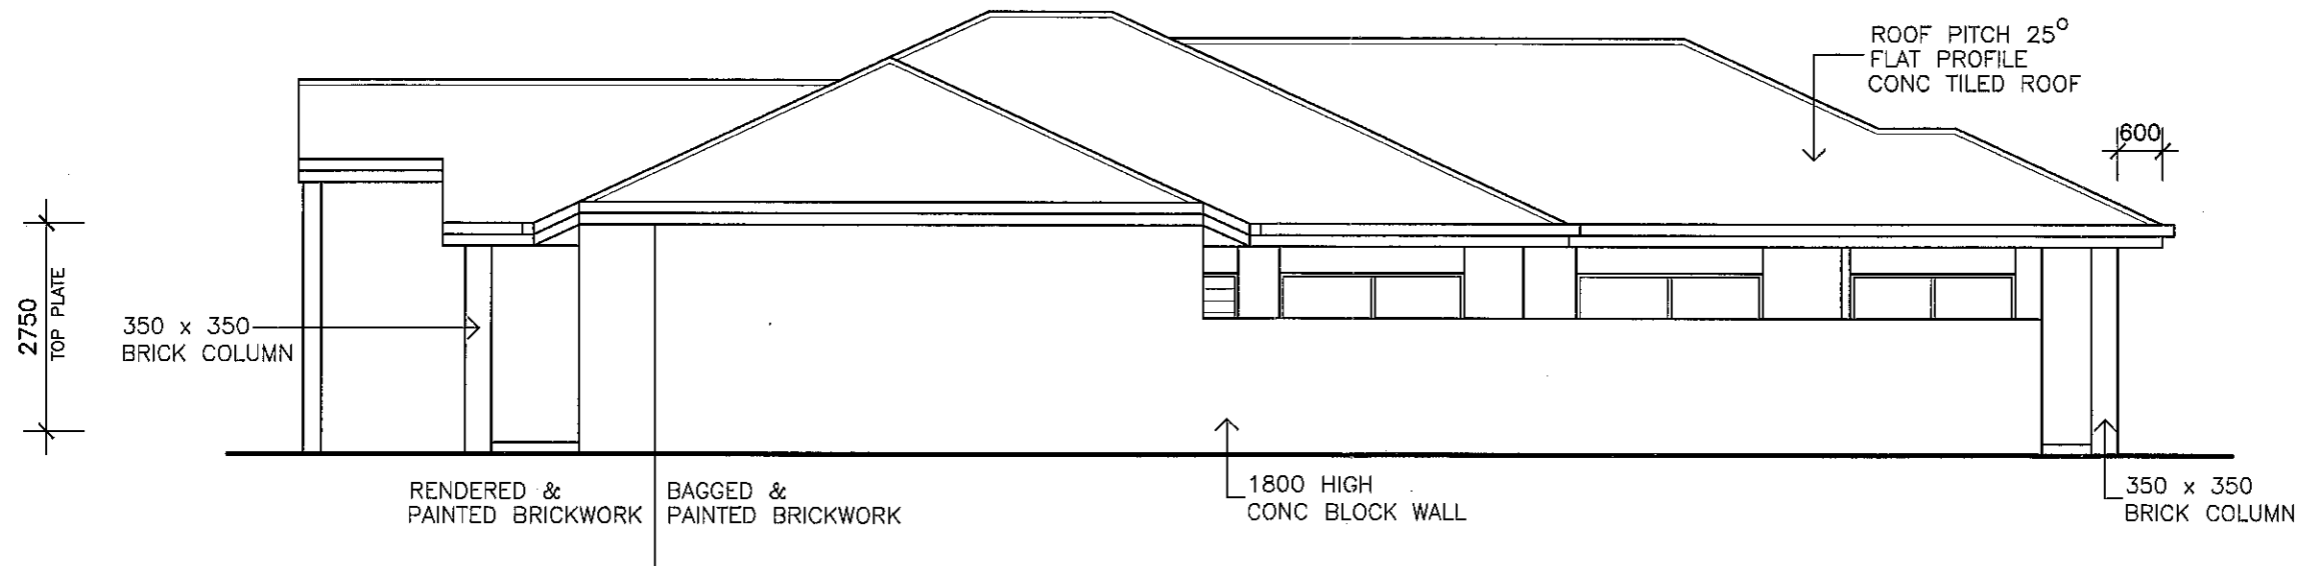 ROOF PITCH 25°
FLAT PROFILE
CONC TILED ROOF
600
2750
TOP PLATE
350 x 350
BRICK COLUMN
RENDERED &
PAINTED BRICKWORK
BAGGED &
PAINTED BRICKWORK
1800 HIGH
CONC BLOCK WALL
350 x 350
BRICK COLUMN